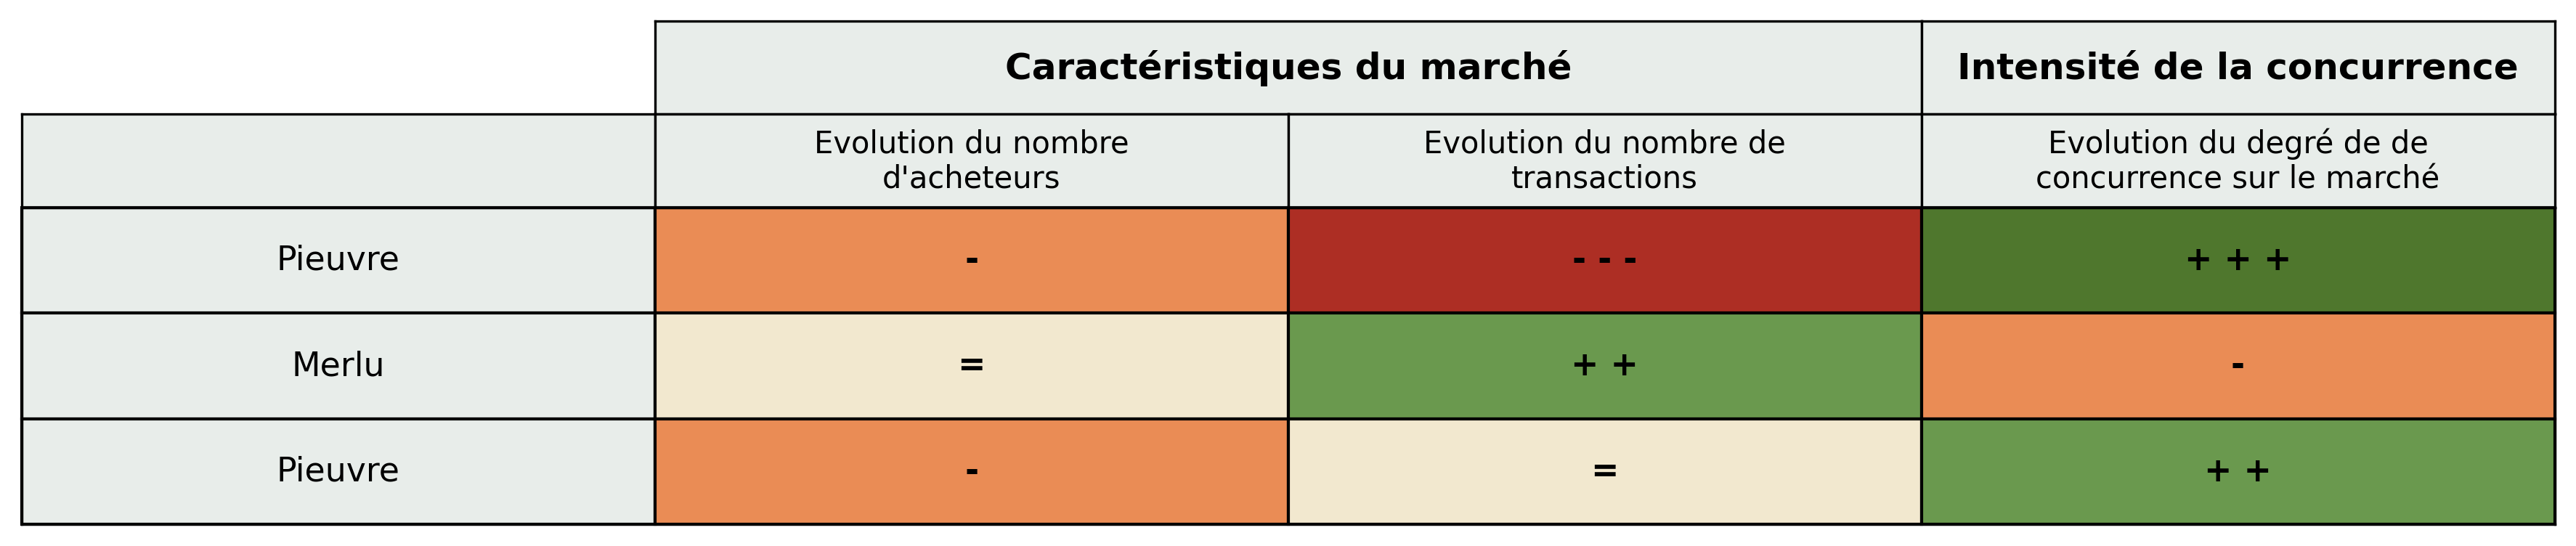 Caractéristiques du marché
Intensité de la concurrence
Evolution du nombre
d'acheteurs
Evolution du nombre de
transactions
Evolution du degré de de
concurrence sur le marché
Pieuvre
-
- - -
+ + +
Merlu
=
+ +
-
Pieuvre
-
=
+ +